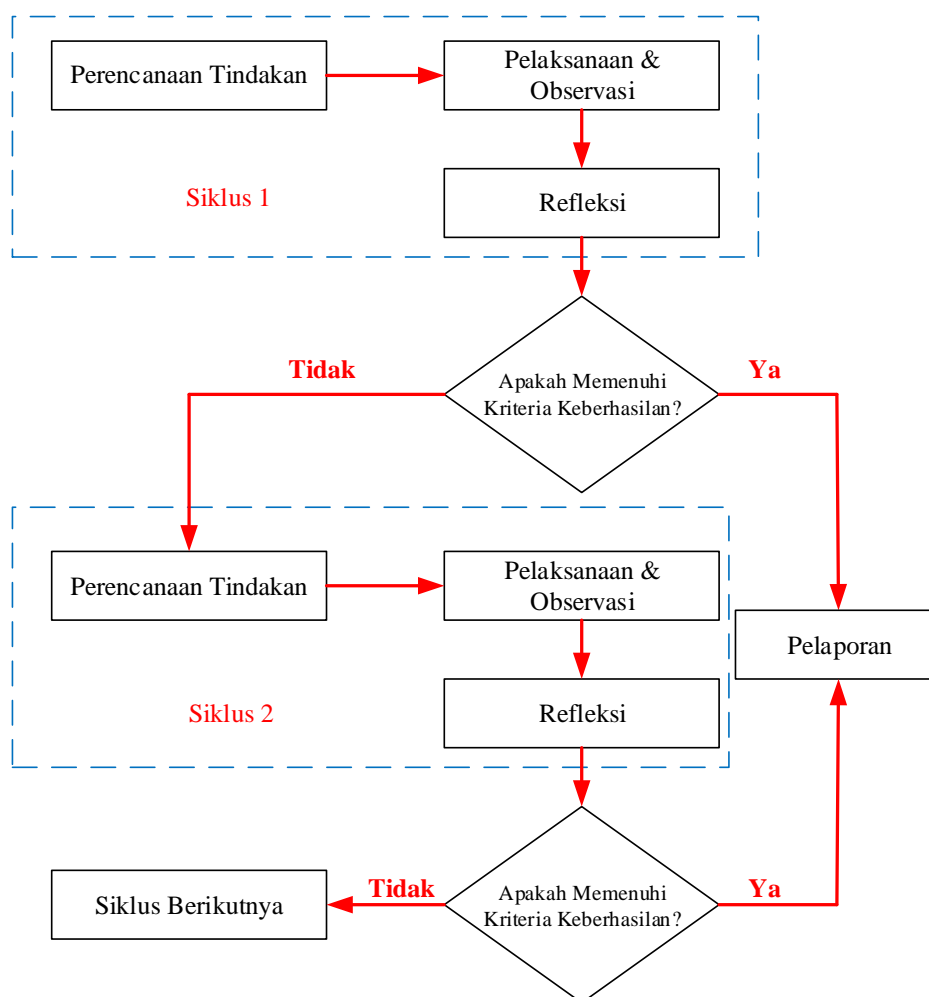 Perencanaan Tindakan
Pelaksanaan &
Observasi
Siklus 1
Refleksi
Tidak
Ya
Apakah Memenuhi
Kriteria Keberhasilan?
Perencanaan Tindakan
Pelaksanaan &
Observasi
Pelaporan
Siklus 2
Refleksi
Siklus Berikutnya
Tidak
Ya
Apakah Memenuhi
Kriteria Keberhasilan?